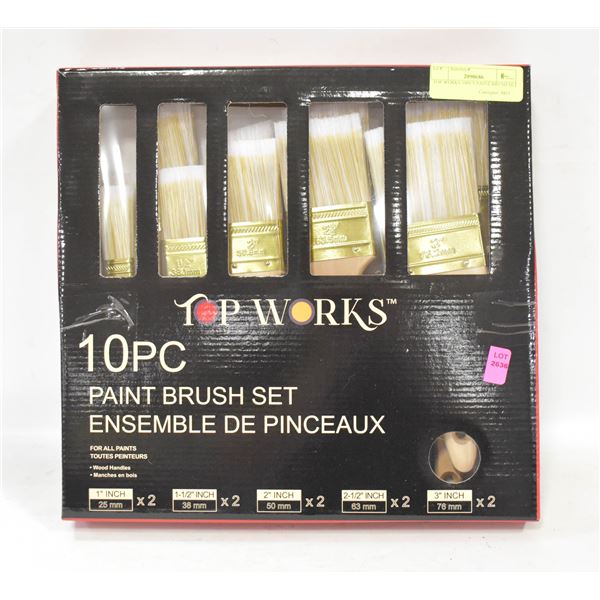 LOT
TOP WORKS™
10PC
PAINT BRUSH SET
ENSEMBLE DE PINCEAUX
LOT
2636
FOR ALL PAINTS
TOUTES PEINTEURS
• Wood Handles
• Manches en bois
1" INCH
25 mm
x 2
1-1/2" INCH
38 mm
x 2
2" INCH
50 mm
x 2
2-1/2" INCH
63 mm
x 2
3" INCH
76 mm
x 2